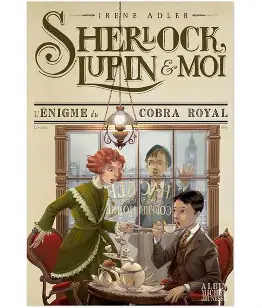 IRENE ADLER
SHERLOCK,
LUPIN & MOI
L'ÉNIGME du COBRA ROYAL
ALBIN
MICHEL
JEUNESSE